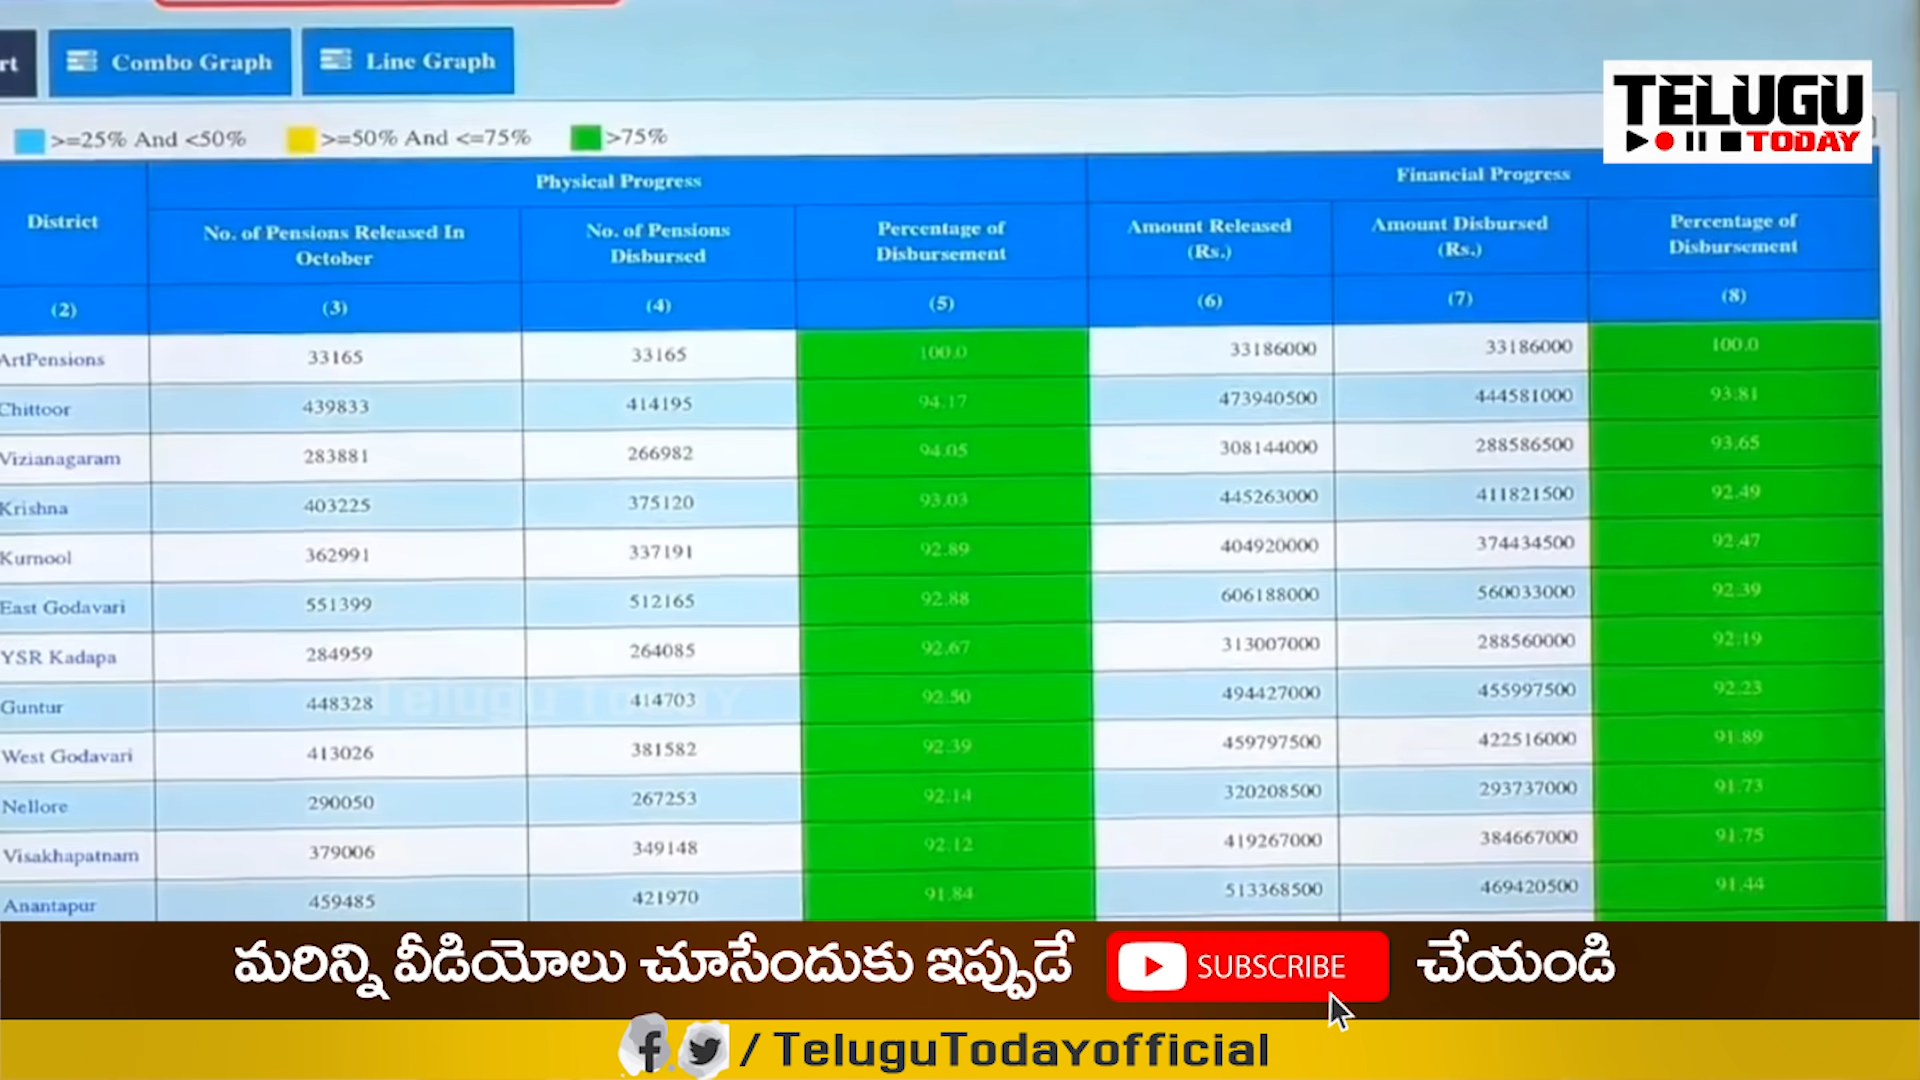 rt Combo Graph Line Graph
TELUGU
TODAY
>=25% And <50% >=50% And <=75% >75%
District Physical Progress Financial Progress
No. of Pensions Released In October No. of Pensions Disbursed Percentage of Disbursement Amount Released (Rs.) Amount Disbursed (Rs.) Percentage of Disbursement
(2) (3) (4) (5) (6) (7) (8)
ArtPensions 33165 33165 100.0 33186000 33186000 100.0
Chittoor 439833 414195 94.17 473940500 444581000 93.81
Vizianagaram 283881 266982 94.05 308144000 288586500 93.65
Krishna 403225 375120 93.03 445263000 411821500 92.49
Kurnool 362991 337191 92.89 404920000 374434500 92.47
East Godavari 551399 512165 92.88 606188000 560033000 92.39
YSR Kadapa 284959 264085 92.67 313007000 288560000 92.19
Telugu Today
Guntur 448328 414703 92.50 494427000 455997500 92.23
West Godavari 413026 381582 92.39 459797500 422516000 91.89
Nellore 290050 267253 92.14 320208500 293737000 91.73
Visakhapatnam 379006 349148 92.12 419267000 384667000 91.75
Anantapur 459485 421970 91.84 513368500 469420500 91.44
మరిన్ని వీడియోలు చూసేందుకు ఇప్పుడే SUBSCRIBE చేయండి
/ TeluguTodayofficial